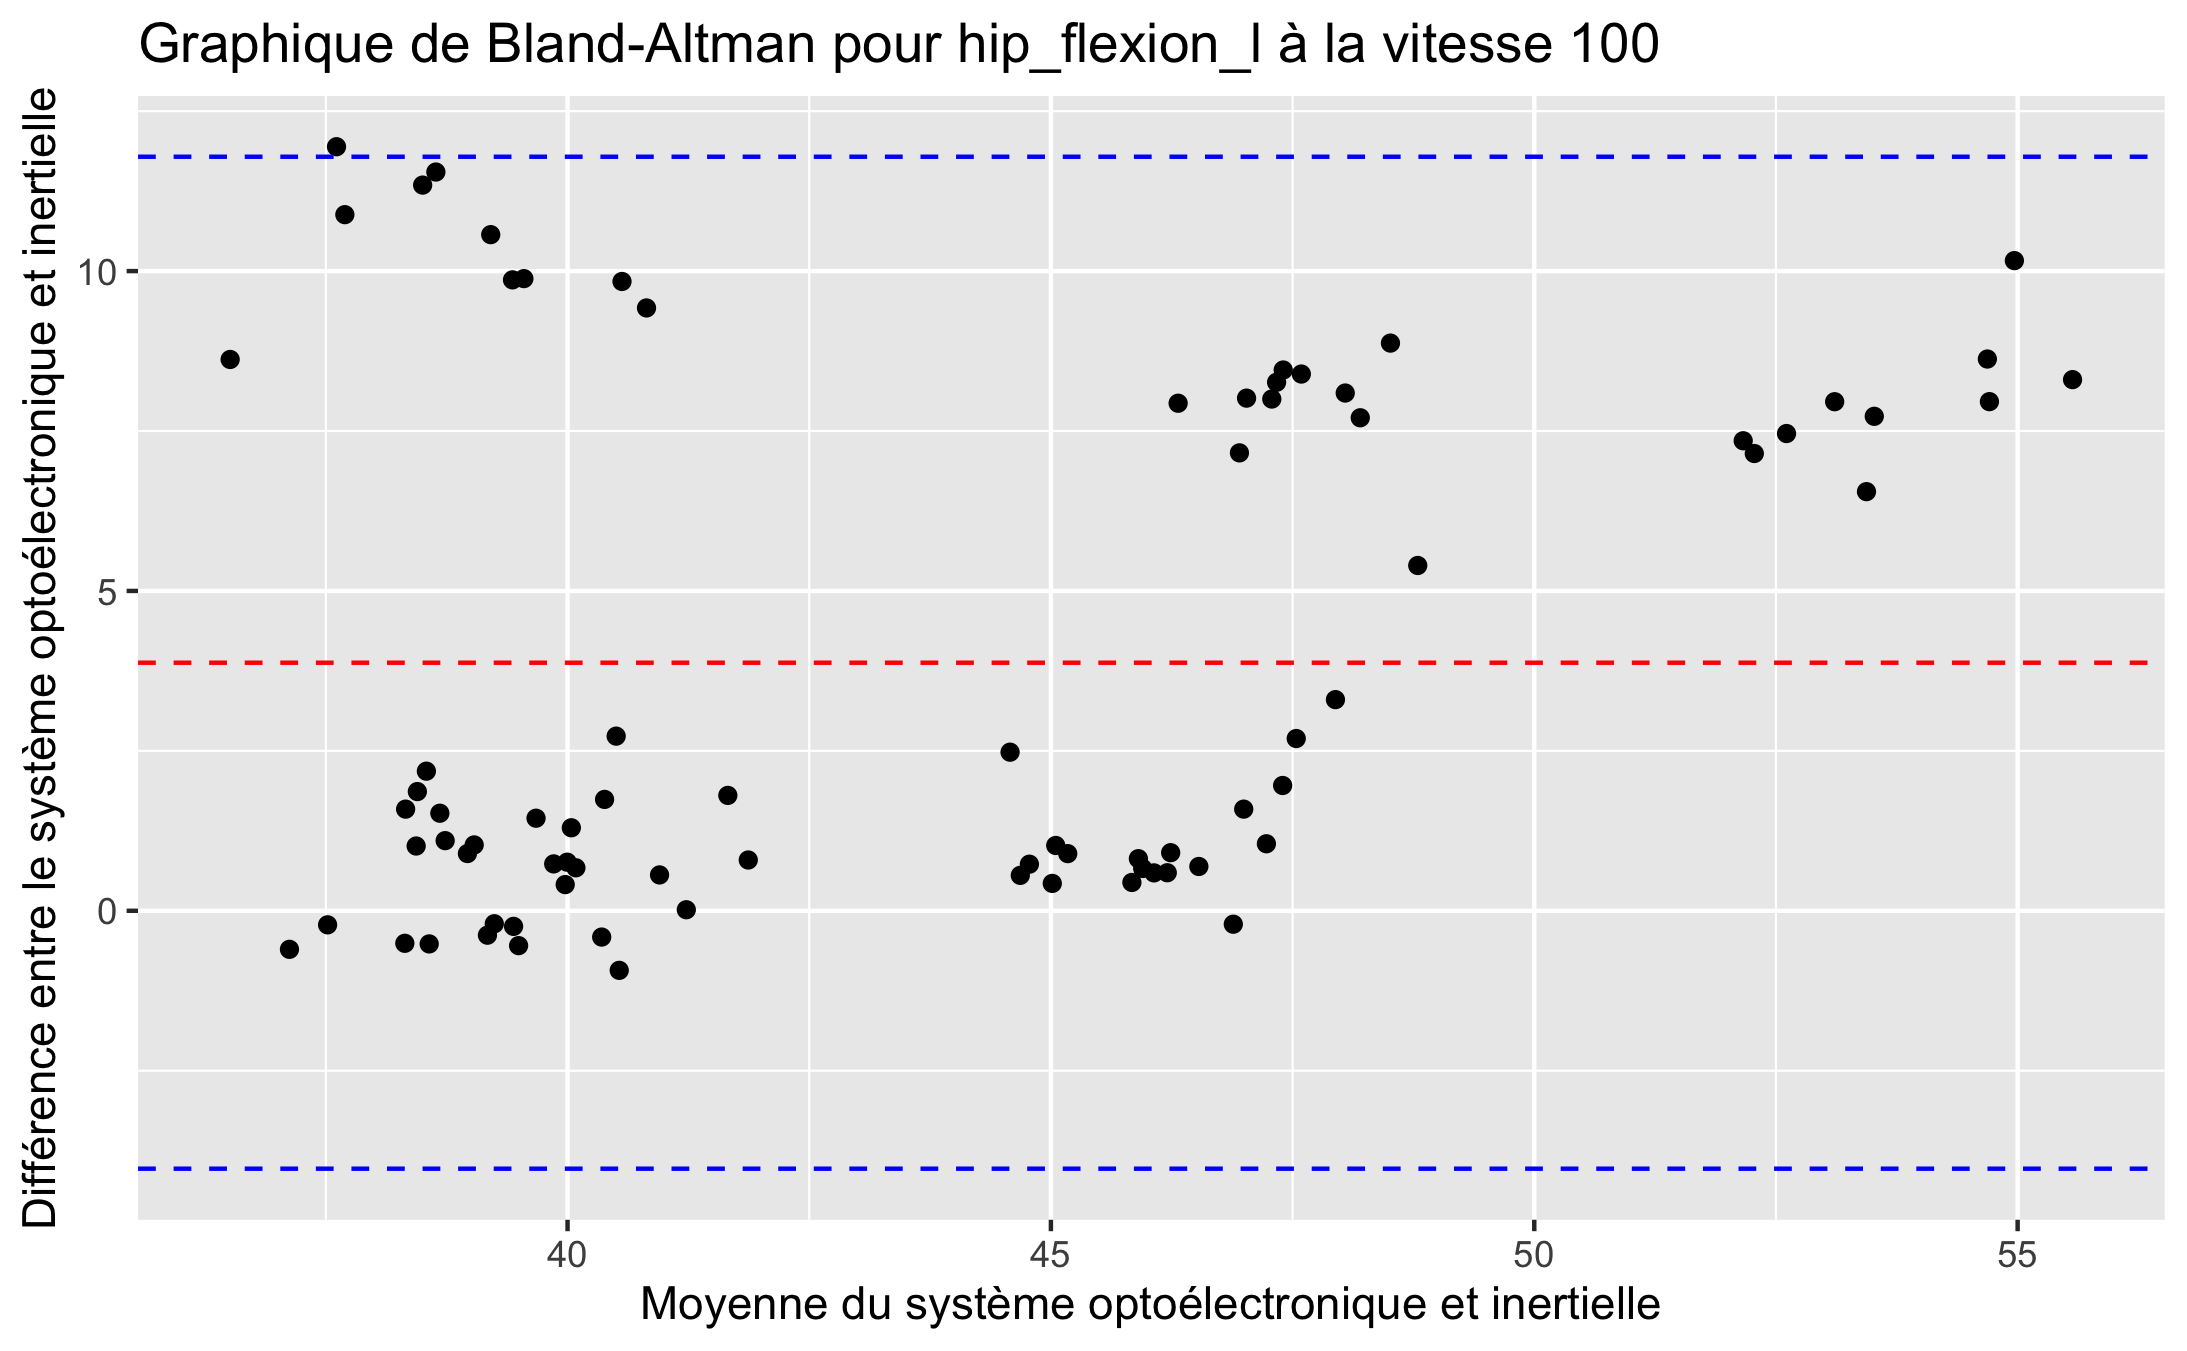 Graphique de Bland-Altman pour hip_flexion_l à la vitesse 100
Différence entre le système optoélectronique et inertielle
10
5
0
40
45
50
55
Moyenne du système optoélectronique et inertielle